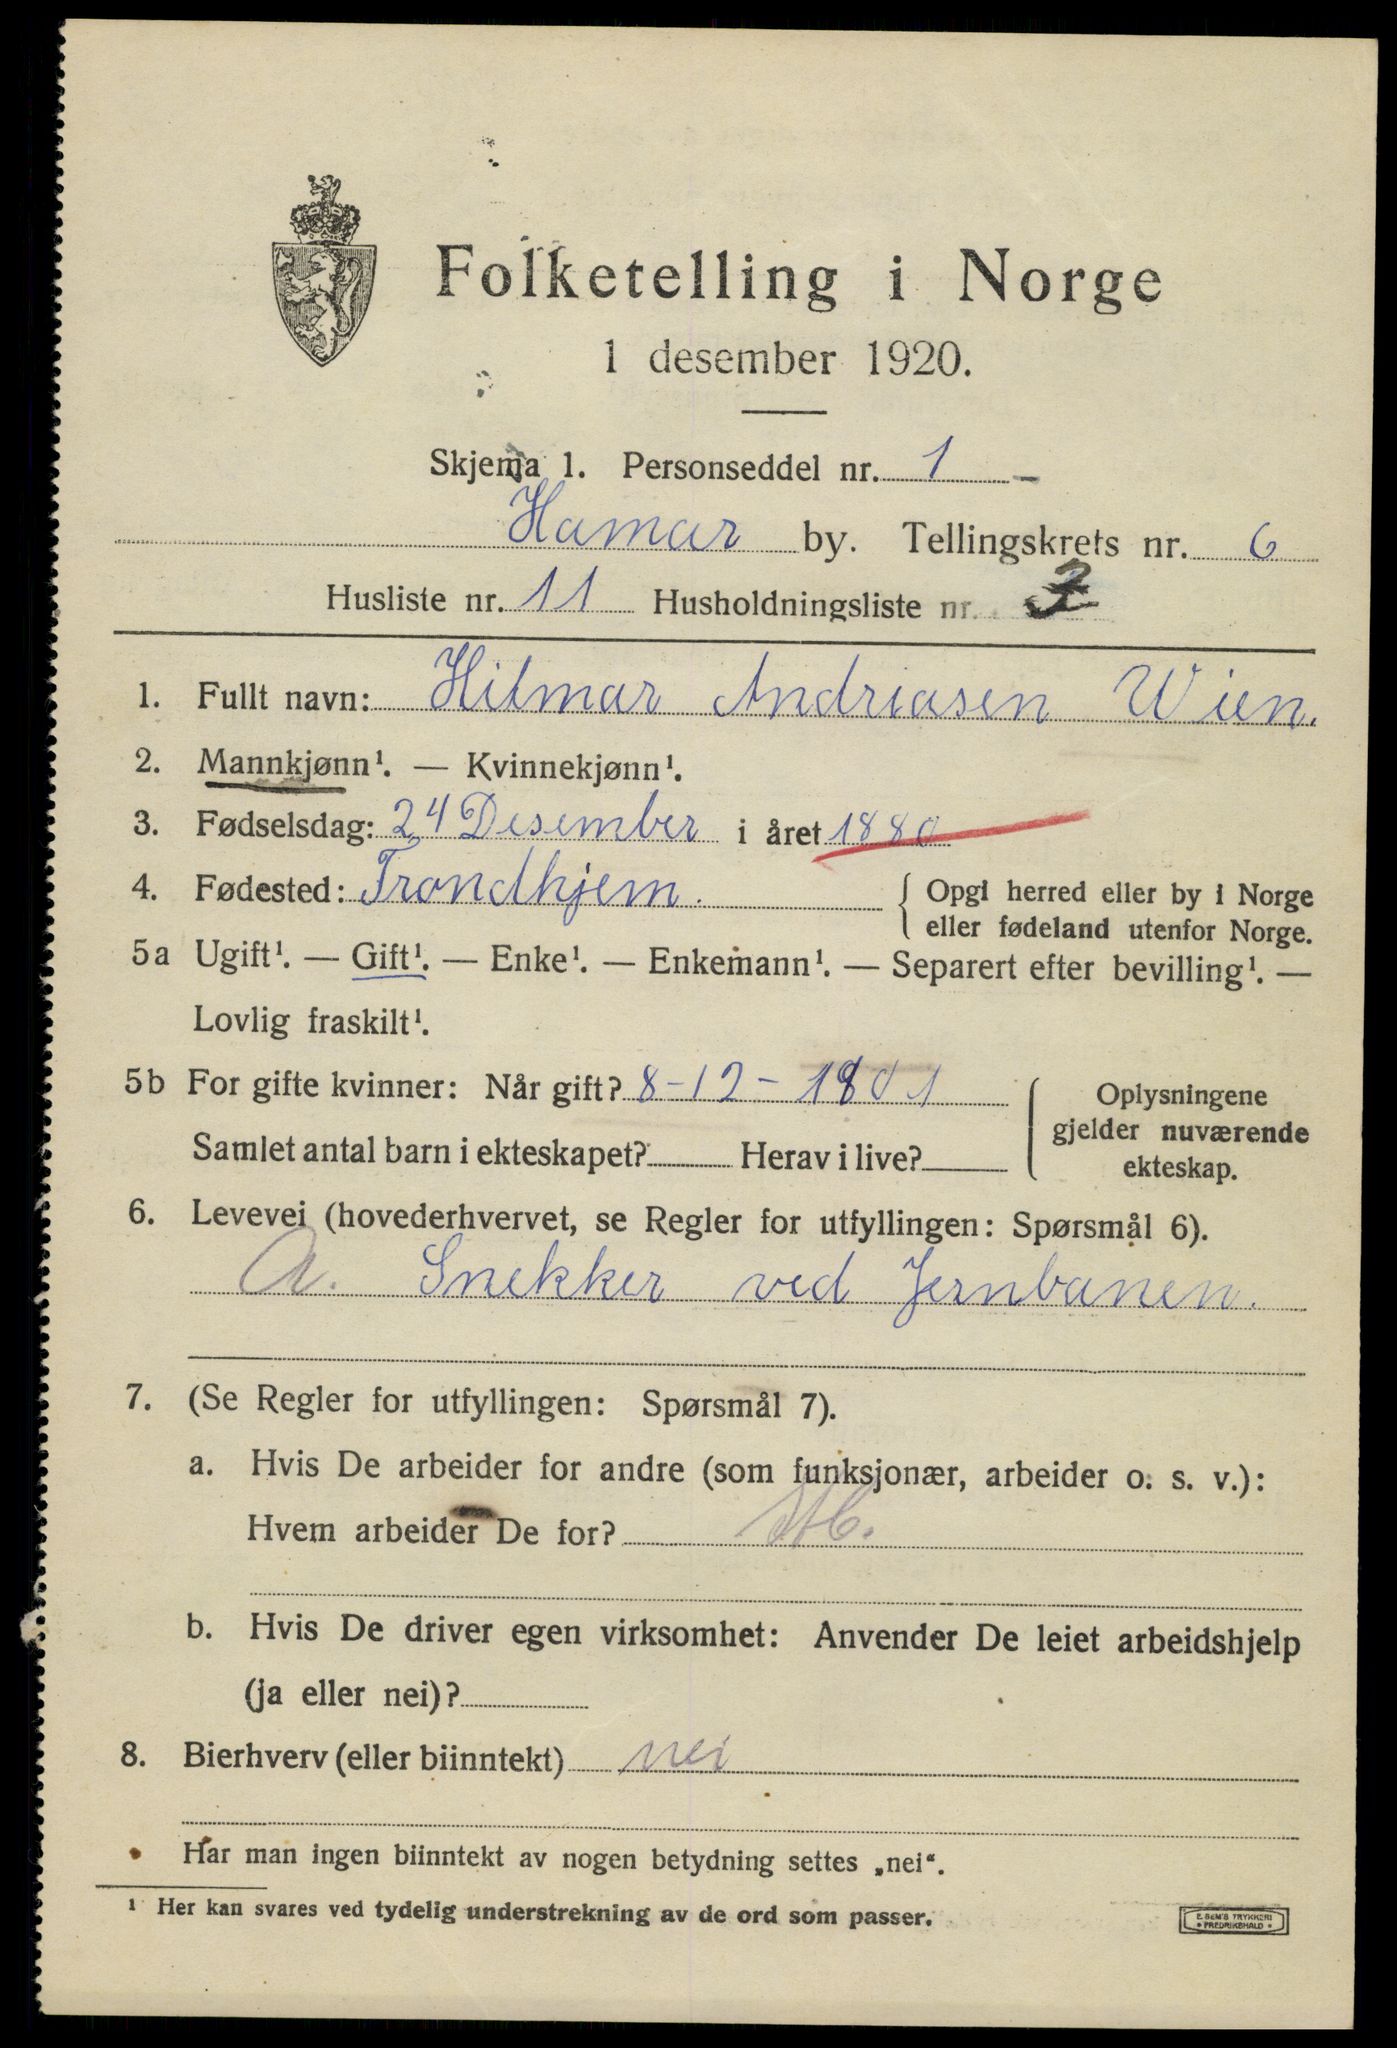 Folketelling i Norge
1 desember 1920.
Skjema 1. Personseddel nr. 1
Hamar by. Tellingskrets nr. 6
Husliste nr. 11 Husholdningsliste nr.
1. Fullt navn: Hilmar Andriasen Wien.
2. Mannkjønn¹. — Kvinnekjønn¹.
3. Fødselsdag: 24 Desember i året 1880
4. Fødested: Trondhjem. { Opgi herred eller by i Norge
eller fødeland utenfor Norge.
5a Ugift¹. — Gift¹. — Enke¹. — Enkemann¹. — Separert efter bevilling¹. —
Lovlig fraskilt¹.
5b For gifte kvinner: Når gift? 8-12-1901 Oplysningene
gjelder nuværende
Samlet antal barn i ekteskapet? Herav i live? ekteskap.
6. Levevei (hovederhvervet, se Regler for utfyllingen: Spørsmål 6).
A. Snekker ved Jernbanen.
7. (Se Regler for utfyllingen: Spørsmål 7).
a. Hvis De arbeider for andre (som funksjonær, arbeider o. s. v.):
Hvem arbeider De for?
b. Hvis De driver egen virksomhet: Anvender De leiet arbeidshjelp
(ja eller nei)?
8. Bierhverv (eller biinntekt) nei
Har man ingen biinntekt av nogen betydning settes „nei“.
¹ Her kan svares ved tydelig understrekning av de ord som passer.
E. SEM'S TRYKKERI
• FREDRIKSHALD •